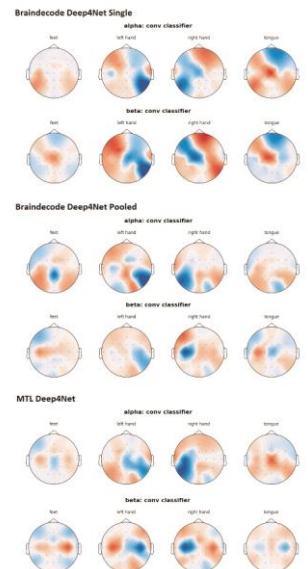 Braindecode Deep4Net Single
alpha: conv classifier
feet left hand right hand tongue
beta: conv classifier
feet left hand right hand tongue
Braindecode Deep4Net Pooled
alpha: conv classifier
feet left hand right hand tongue
beta: conv classifier
feet left hand right hand tongue
MTL Deep4Net
alpha: conv classifier
feet left hand right hand tongue
beta: conv classifier
feet left hand right hand tongue